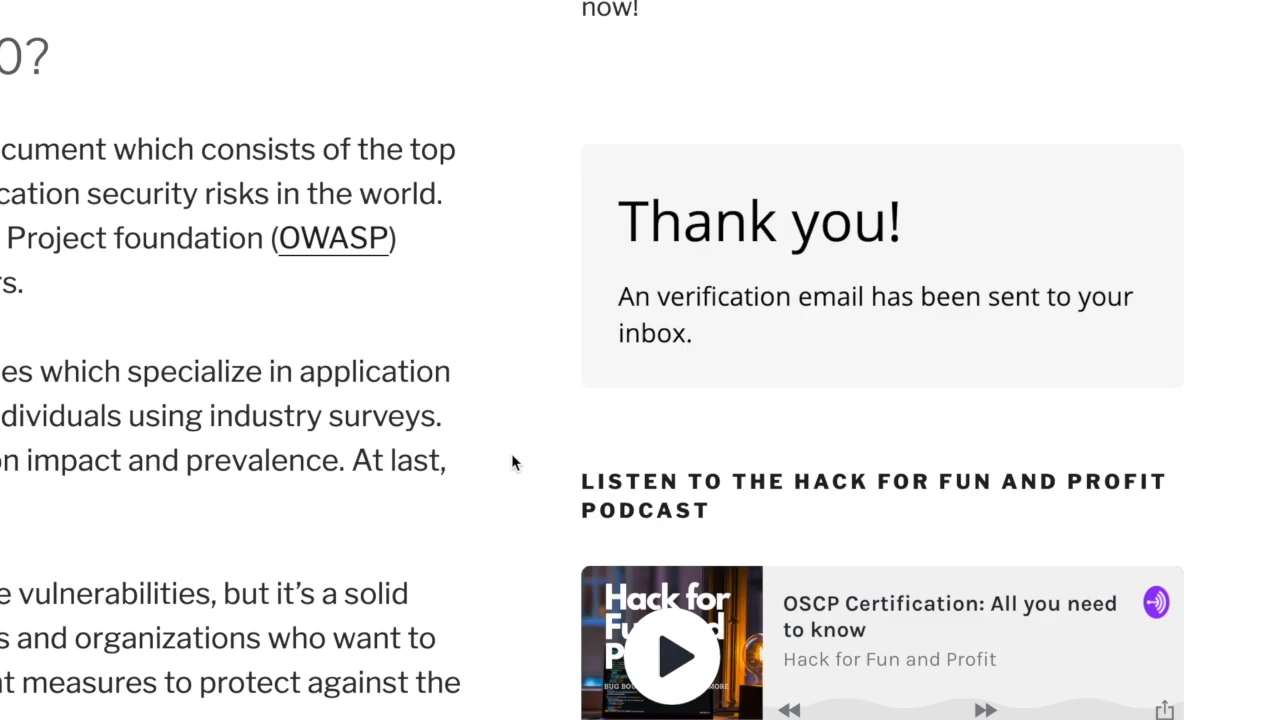 0?
cument which consists of the top
cation security risks in the world.
Project foundation (OWASP)
rs.
es which specialize in application
dividuals using industry surveys.
on impact and prevalence. At last,
e vulnerabilities, but it’s a solid
s and organizations who want to
nt measures to protect against the
now!
Thank you!
An verification email has been sent to your
inbox.
LISTEN TO THE HACK FOR FUN AND PROFIT
PODCAST
Hack for
BUG MORE
OSCP Certification: All you need
to know
Hack for Fun and Profit